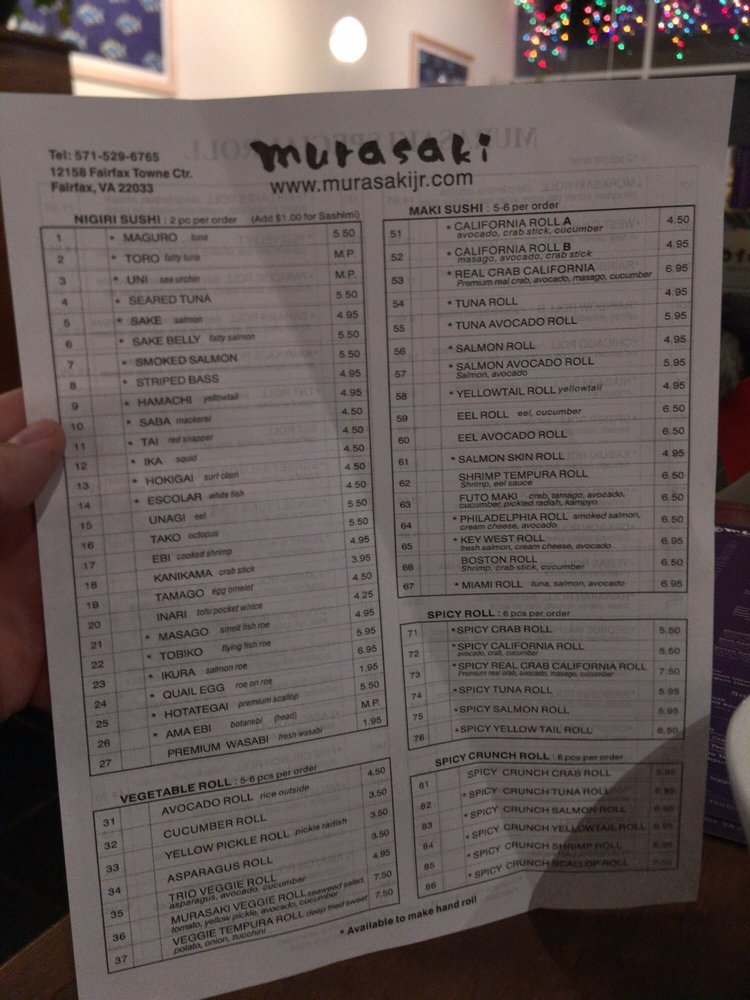 murasaki
Tel: 571-529-6765
12158 Fairfax Towne Ctr.
Fairfax, VA 22033
www.murasakijr.com
NIGIRI SUSHI : 2 pc per order (Add $1.00 for Sashimi)
1 * MAGURO tuna 5.50
2 * TORO fatty tuna M.P.
3 * UNI sea urchin M.P.
4 * SEARED TUNA 5.50
5 * SAKE salmon 4.95
6 * SAKE BELLY fatty salmon 5.50
7 * SMOKED SALMON 5.50
8 * STRIPED BASS 4.95
9 * HAMACHI yellowtail 4.95
10 * SABA mackerel 4.50
11 * TAI red snapper 4.50
12 * IKA squid 4.50
13 * HOKIGAI surf clam 4.50
14 * ESCOLAR white fish 4.50
15 UNAGI eel 5.50
16 TAKO octopus 5.50
17 EBI cooked shrimp 4.95
18 KANIKAMA crab stick 3.95
19 TAMAGO egg omelet 4.50
20 INARI tofu pocket w/rice 4.25
21 * MASAGO smelt fish roe 4.95
22 * TOBIKO flying fish roe 5.95
23 * IKURA salmon roe 6.95
24 * QUAIL EGG roe on roe 1.95
25 * HOTATEGAI premium scallop 5.50
26 * AMA EBI botanebi (head) M.P.
27 PREMIUM WASABI fresh wasabi 1.95
VEGETABLE ROLL : 5-6 pcs per order
31 AVOCADO ROLL rice outside 4.50
32 CUCUMBER ROLL 3.50
33 YELLOW PICKLE ROLL pickle radish 3.50
34 ASPARAGUS ROLL 3.50
35 TRIO VEGGIE ROLL 4.95
asparagus, avocado, cucumber
36 MURASAKI VEGGIE ROLL seaweed salad, 7.50
tomato, yellow pickle, avocado, cucumber
37 VEGGIE TEMPURA ROLL deep fried sweet 7.50
potato, onion, zucchini
MAKI SUSHI : 5-6 per order
51 * CALIFORNIA ROLL A 4.50
avocado, crab stick, cucumber
52 * CALIFORNIA ROLL B 4.95
masago, avocado, crab stick
53 * REAL CRAB CALIFORNIA 6.95
Premium real crab, avocado, masago, cucumber
54 * TUNA ROLL 4.95
55 * TUNA AVOCADO ROLL 5.95
56 * SALMON ROLL 4.95
57 * SALMON AVOCADO ROLL 5.95
Salmon, avocado
58 * YELLOWTAIL ROLL yellowtail 4.95
59 EEL ROLL eel, cucumber 6.50
60 EEL AVOCADO ROLL 6.50
61 * SALMON SKIN ROLL 4.95
62 SHRIMP TEMPURA ROLL 6.50
Shrimp, eel sauce
63 FUTO MAKI crab, tamago, avocado, 6.50
cucumber, pickled radish, kampyo
64 * PHILADELPHIA ROLL smoked salmon, 6.50
cream cheese, avocado
65 * KEY WEST ROLL 6.95
fresh salmon, cream cheese, avocado
66 BOSTON ROLL 6.50
Shrimp, crab stick, cucumber
67 * MIAMI ROLL tuna, salmon, avocado 6.95
SPICY ROLL : 6 pcs per order
71 * SPICY CRAB ROLL 5.50
72 * SPICY CALIFORNIA ROLL 5.50
avocado, crab, cucumber
73 * SPICY REAL CRAB CALIFORNIA ROLL 7.50
Premium real crab, avocado, masago, cucumber
74 * SPICY TUNA ROLL 5.95
75 * SPICY SALMON ROLL 5.95
76 * SPICY YELLOW TAIL ROLL 6.50
SPICY CRUNCH ROLL : 6 pcs per order
81 SPICY CRUNCH CRAB ROLL 5.95
82 * SPICY CRUNCH TUNA ROLL 6.95
83 * SPICY CRUNCH SALMON ROLL 6.95
84 * SPICY CRUNCH YELLOWTAIL ROLL 6.95
85 * SPICY CRUNCH SHRIMP ROLL 6.95
86 * SPICY CRUNCH SCALLOP ROLL 7.50
* Available to make hand roll